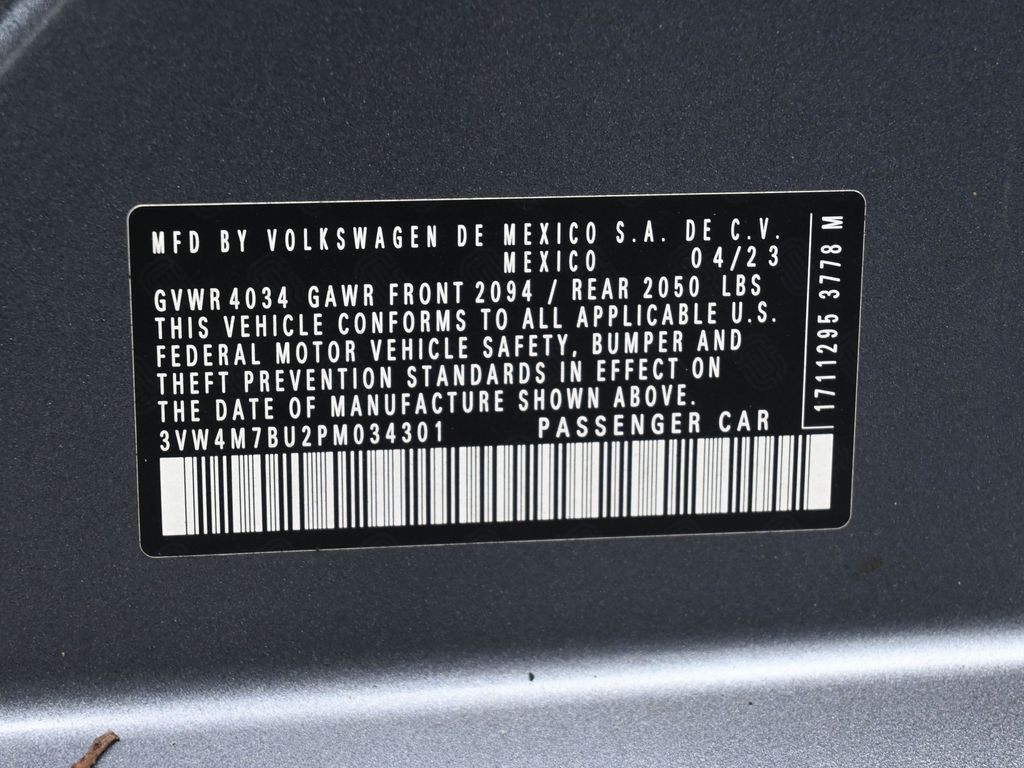 MFD BY VOLKSWAGEN DE MEXICO S.A. DE C.V.
MEXICO 04/23
GVWR 4034 GAWR FRONT 2094 / REAR 2050 LBS
THIS VEHICLE CONFORMS TO ALL APPLICABLE U.S.
FEDERAL MOTOR VEHICLE SAFETY, BUMPER AND
THEFT PREVENTION STANDARDS IN EFFECT ON
THE DATE OF MANUFACTURE SHOWN ABOVE.
3VW4M7BU2PM034301 PASSENGER CAR
1711295 3778 M